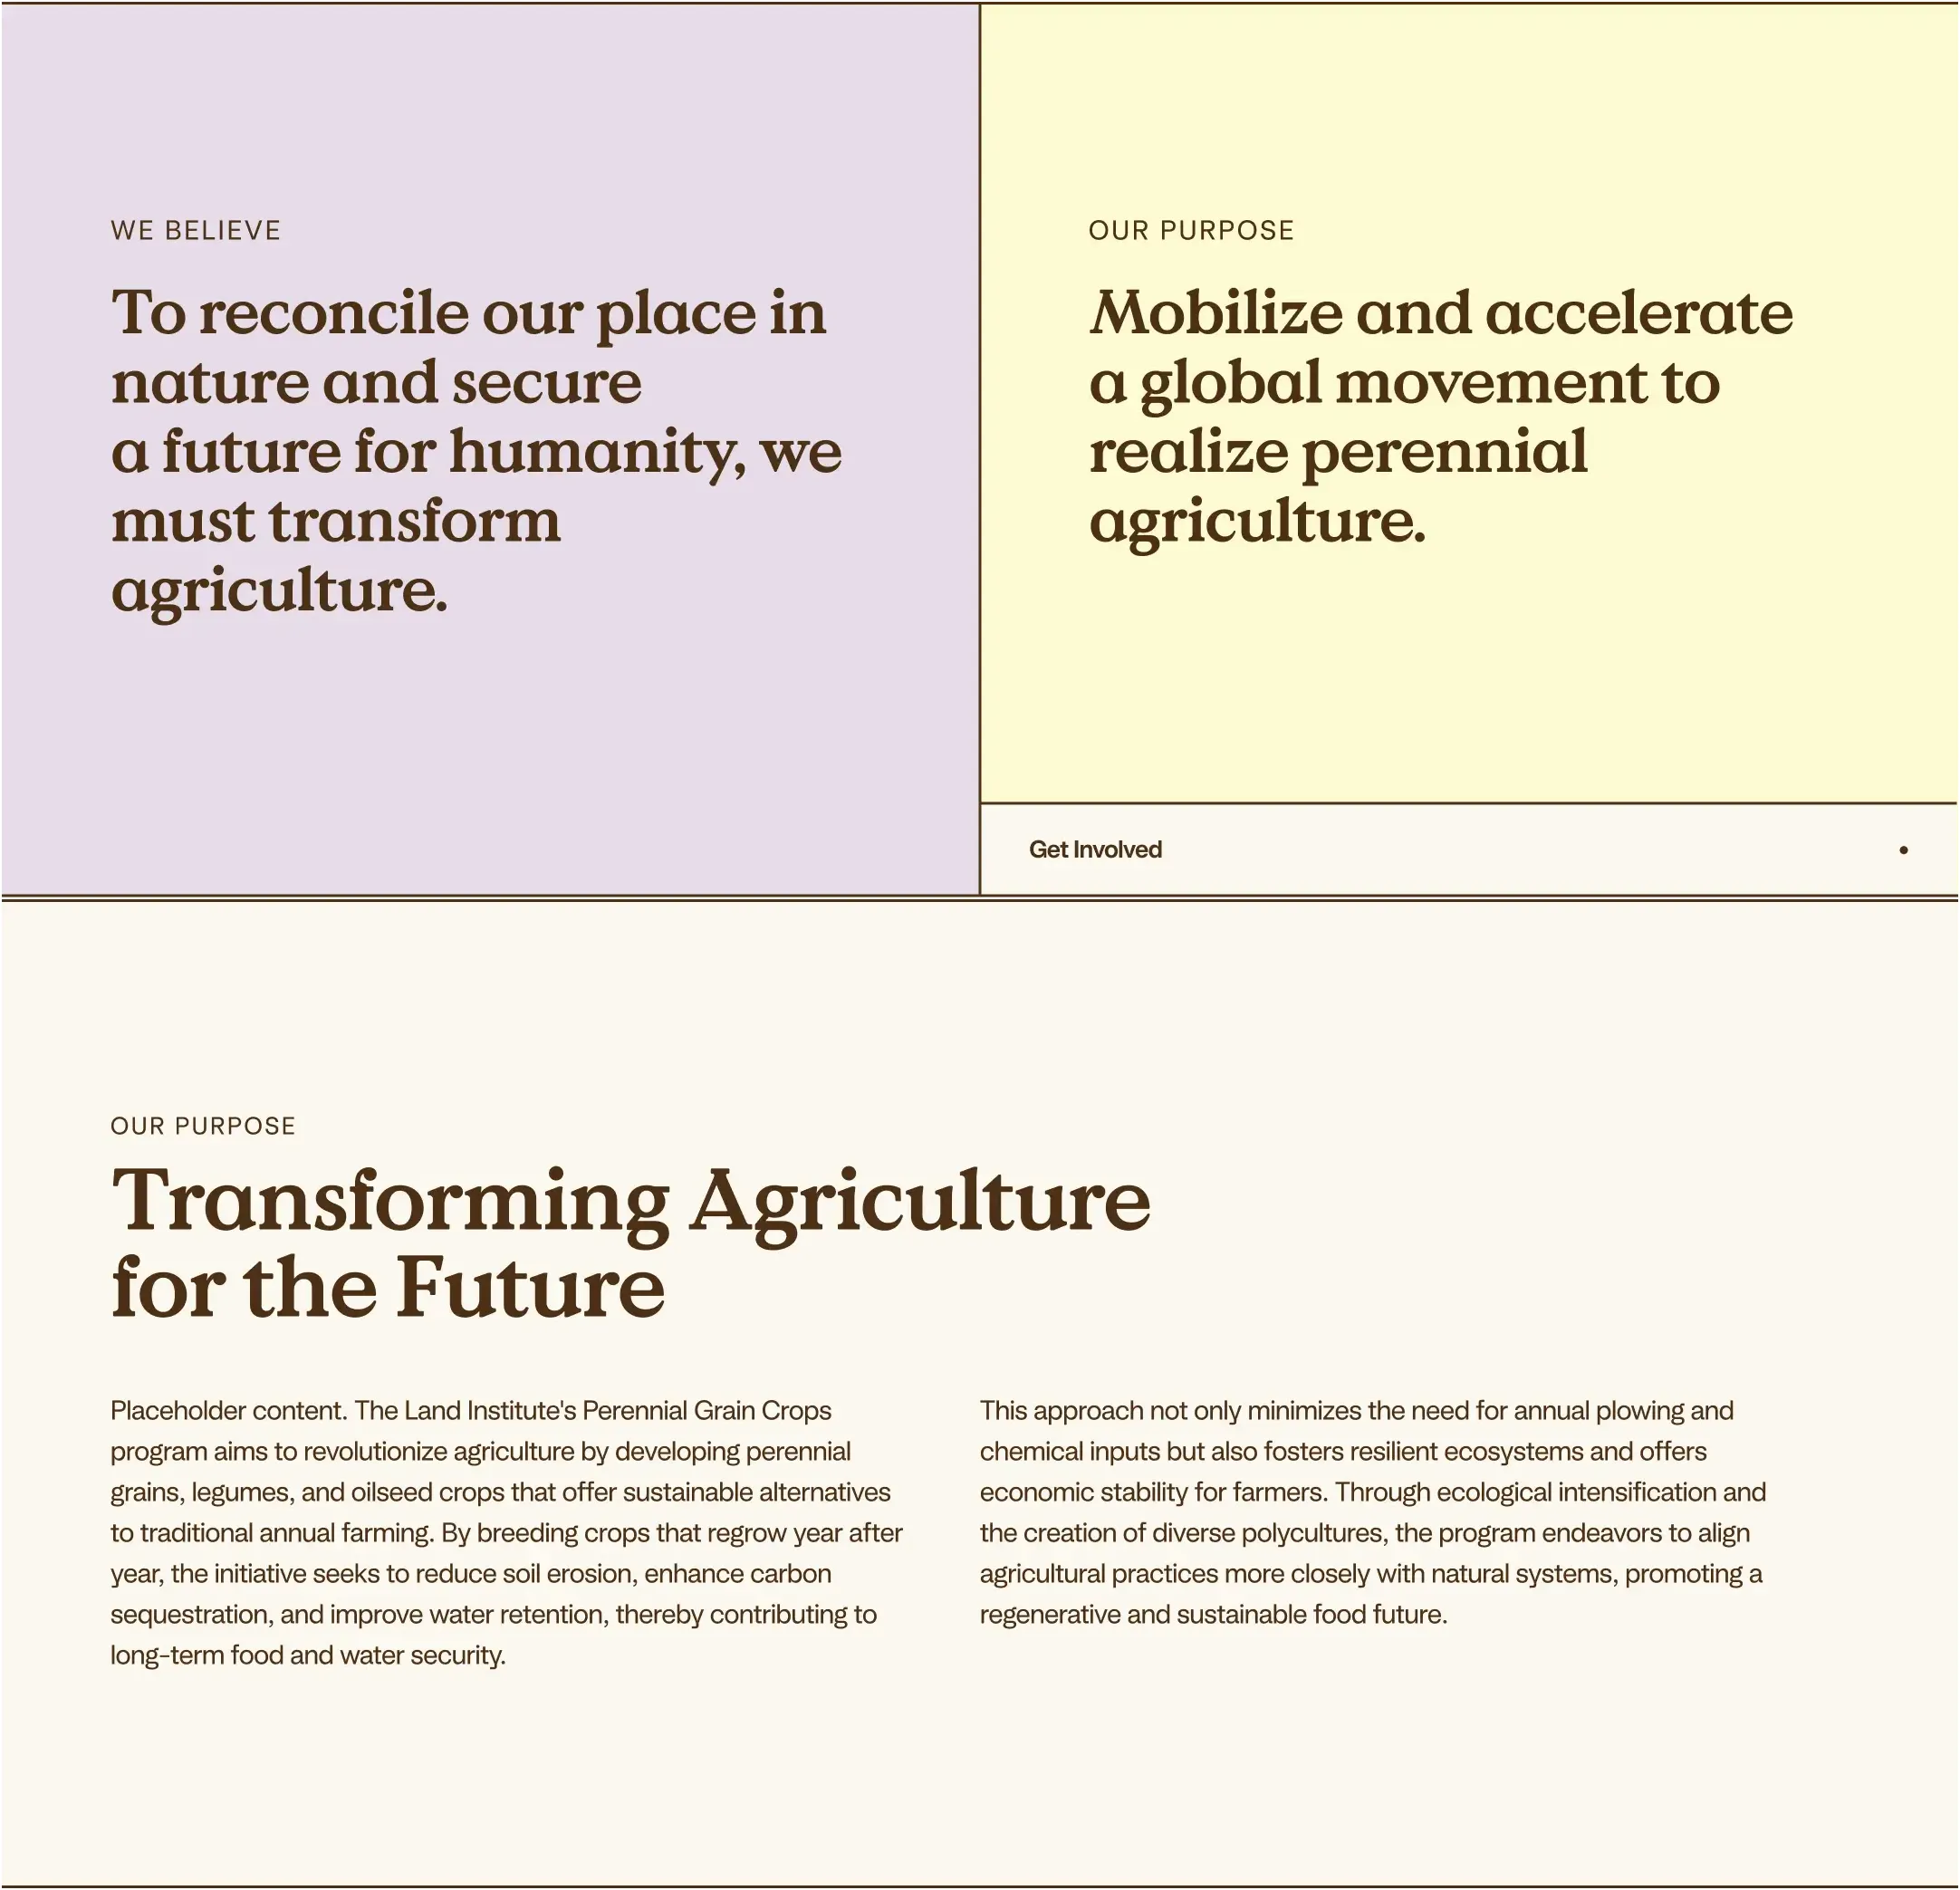 WE BELIEVE
To reconcile our place in
nature and secure
a future for humanity, we
must transform
agriculture.
OUR PURPOSE
Mobilize and accelerate
a global movement to
realize perennial
agriculture.
Get Involved
OUR PURPOSE
Transforming Agriculture
for the Future
Placeholder content. The Land Institute's Perennial Grain Crops
program aims to revolutionize agriculture by developing perennial
grains, legumes, and oilseed crops that offer sustainable alternatives
to traditional annual farming. By breeding crops that regrow year after
year, the initiative seeks to reduce soil erosion, enhance carbon
sequestration, and improve water retention, thereby contributing to
long-term food and water security.
This approach not only minimizes the need for annual plowing and
chemical inputs but also fosters resilient ecosystems and offers
economic stability for farmers. Through ecological intensification and
the creation of diverse polycultures, the program endeavors to align
agricultural practices more closely with natural systems, promoting a
regenerative and sustainable food future.